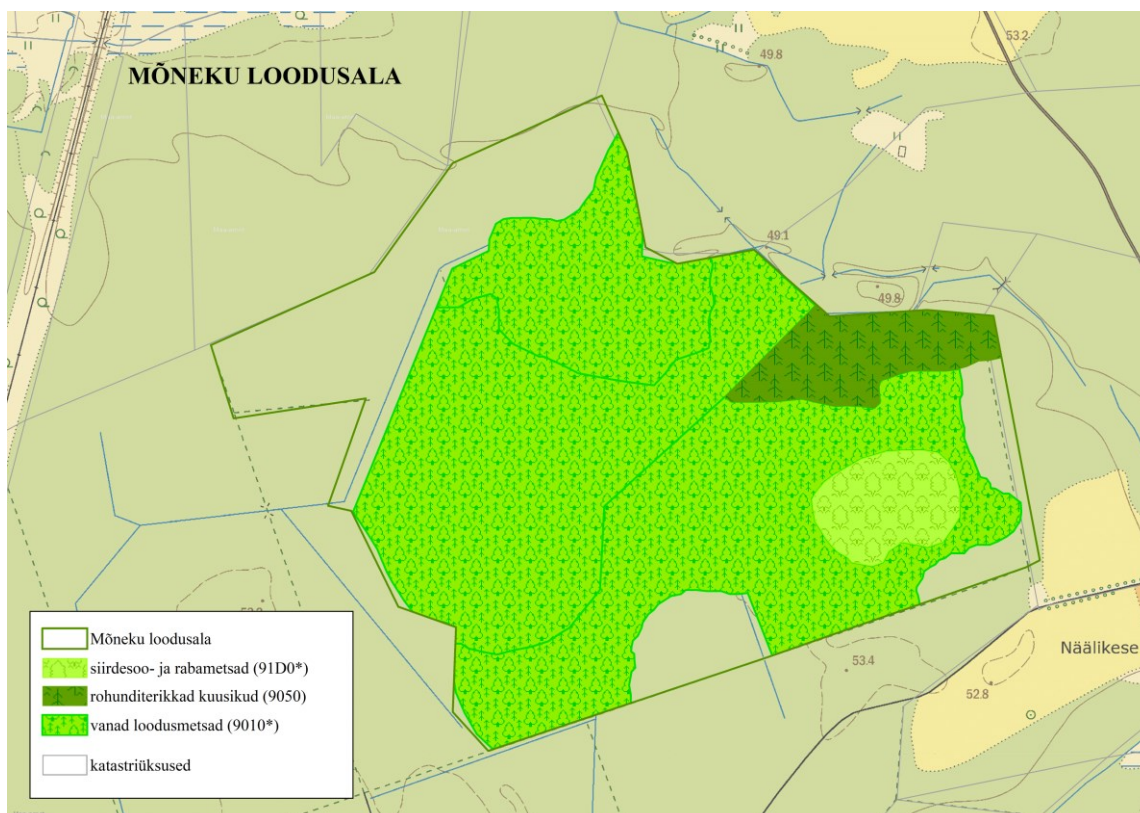 53.2
49.8
MÕNEKU LOODUSALA
49.1
49.8
Mõneku loodusala
siirdesoo- ja rabametsad (91D0*)
rohunditerikkad kuusikud (9050)
vanad loodusmetsad (9010*)
katastriüksused
53.4
52.8
Näälikese